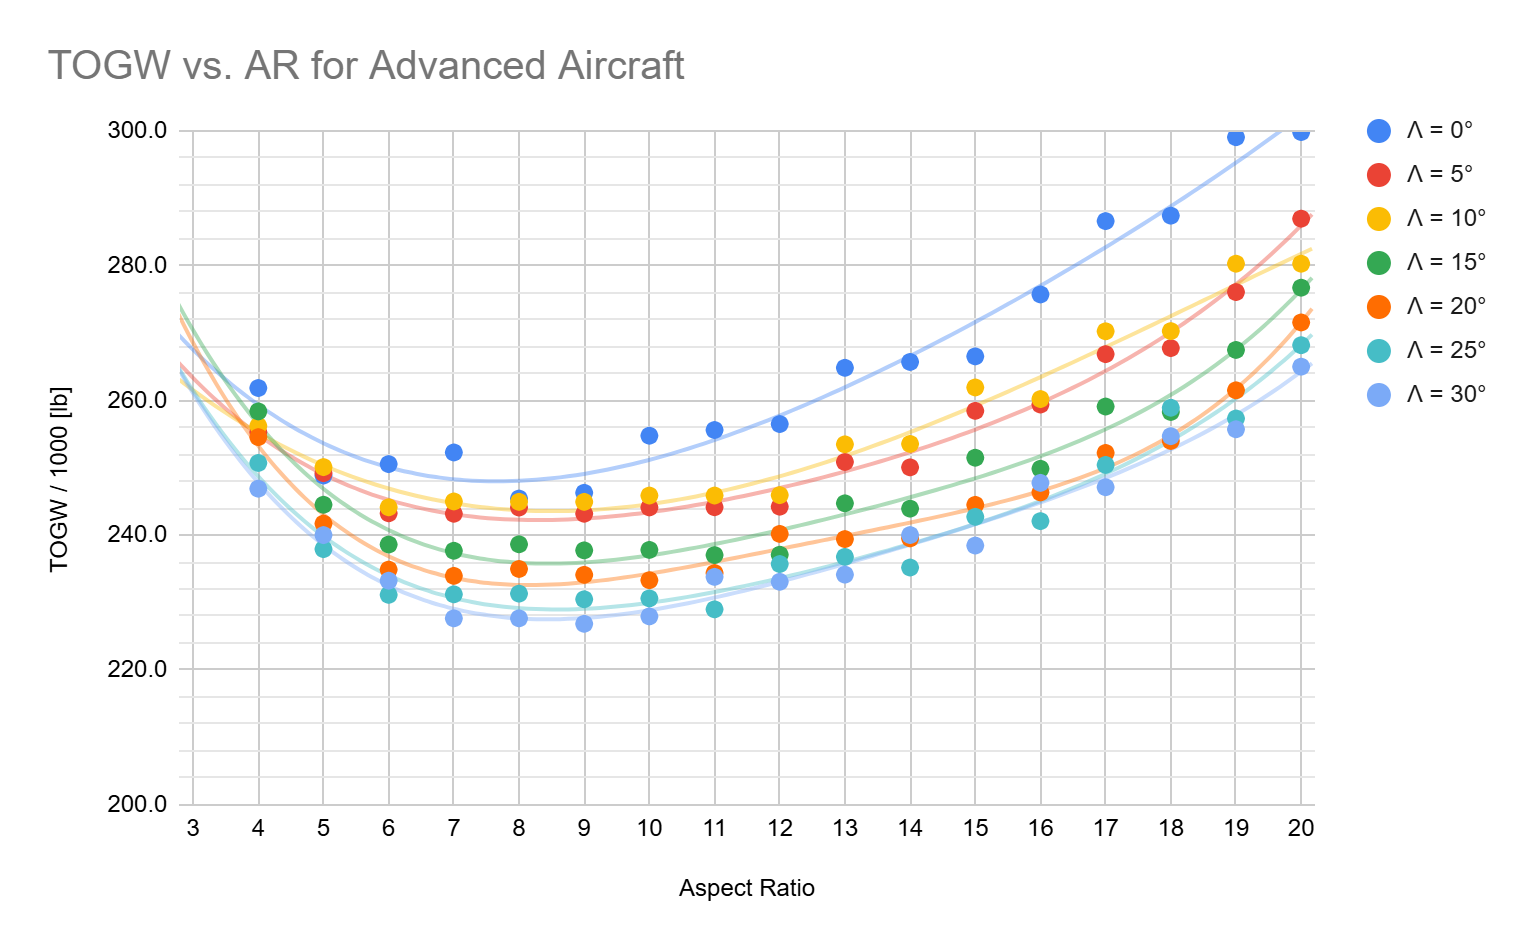 TOGW vs. AR for Advanced Aircraft
300.0
280.0
260.0
240.0
220.0
200.0
TOGW / 1000 [lb]
3 4 5 6 7 8 9 10 11 12 13 14 15 16 17 18 19 20
Aspect Ratio
Λ = 0°
Λ = 5°
Λ = 10°
Λ = 15°
Λ = 20°
Λ = 25°
Λ = 30°